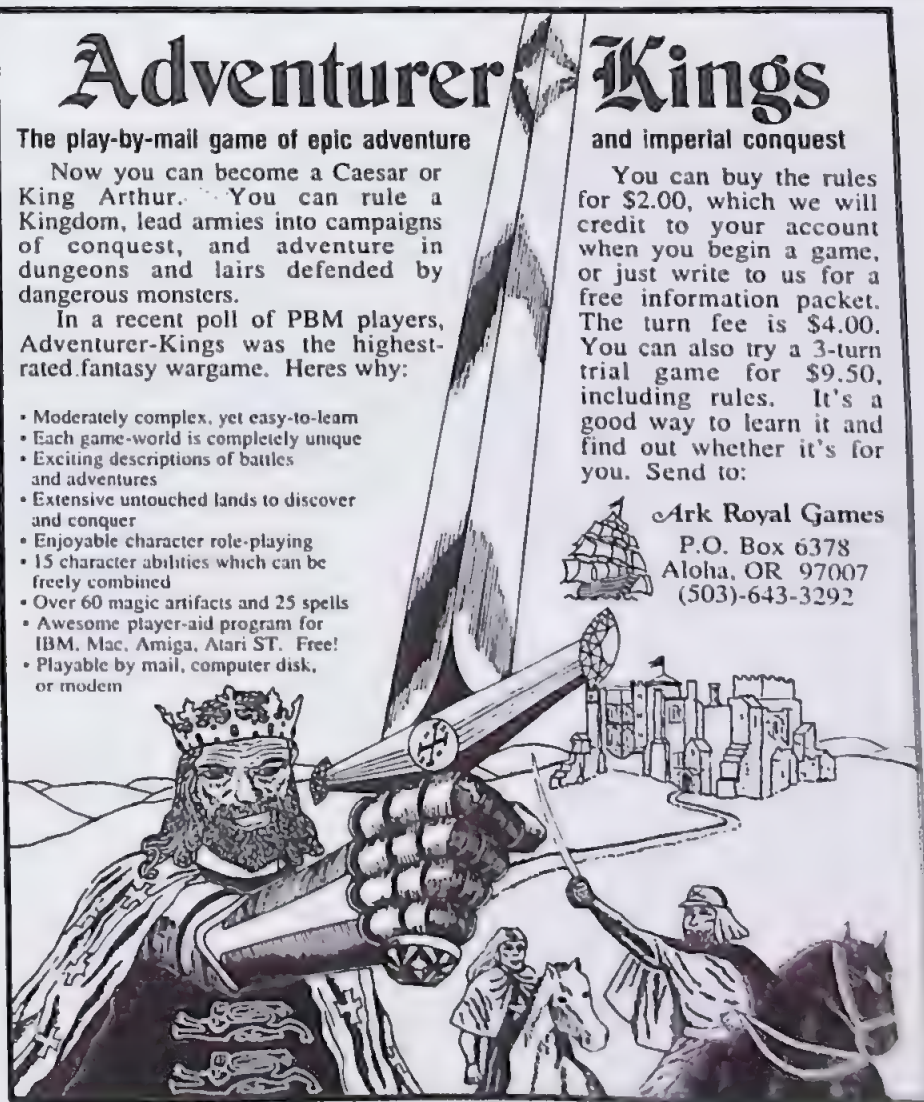 Adventurer Kings
The play-by-mail game of epic adventure and imperial conquest
Now you can become a Caesar or
King Arthur. You can rule a
Kingdom, lead armies into campaigns
of conquest, and adventure in
dungeons and lairs defended by
dangerous monsters.
In a recent poll of PBM players,
Adventurer-Kings was the highest-
rated fantasy wargame. Heres why:
• Moderately complex, yet easy-to-learn
• Each game-world is completely unique
• Exciting descriptions of battles
and adventures
• Extensive untouched lands to discover
and conquer
• Enjoyable character role-playing
• 15 character abilities which can be
freely combined
• Over 60 magic artifacts and 25 spells
• Awesome player-aid program for
IBM, Mac, Amiga, Atari ST. Free!
• Playable by mail, computer disk,
or modem
You can buy the rules
for $2.00, which we will
credit to your account
when you begin a game,
or just write to us for a
free information packet.
The turn fee is $4.00.
You can also try a 3-turn
trial game for $9.50,
including rules. It's a
good way to learn it and
find out whether it's for
you. Send to:
Ark Royal Games
P.O. Box 6378
Aloha, OR 97007
(503)-643-3292